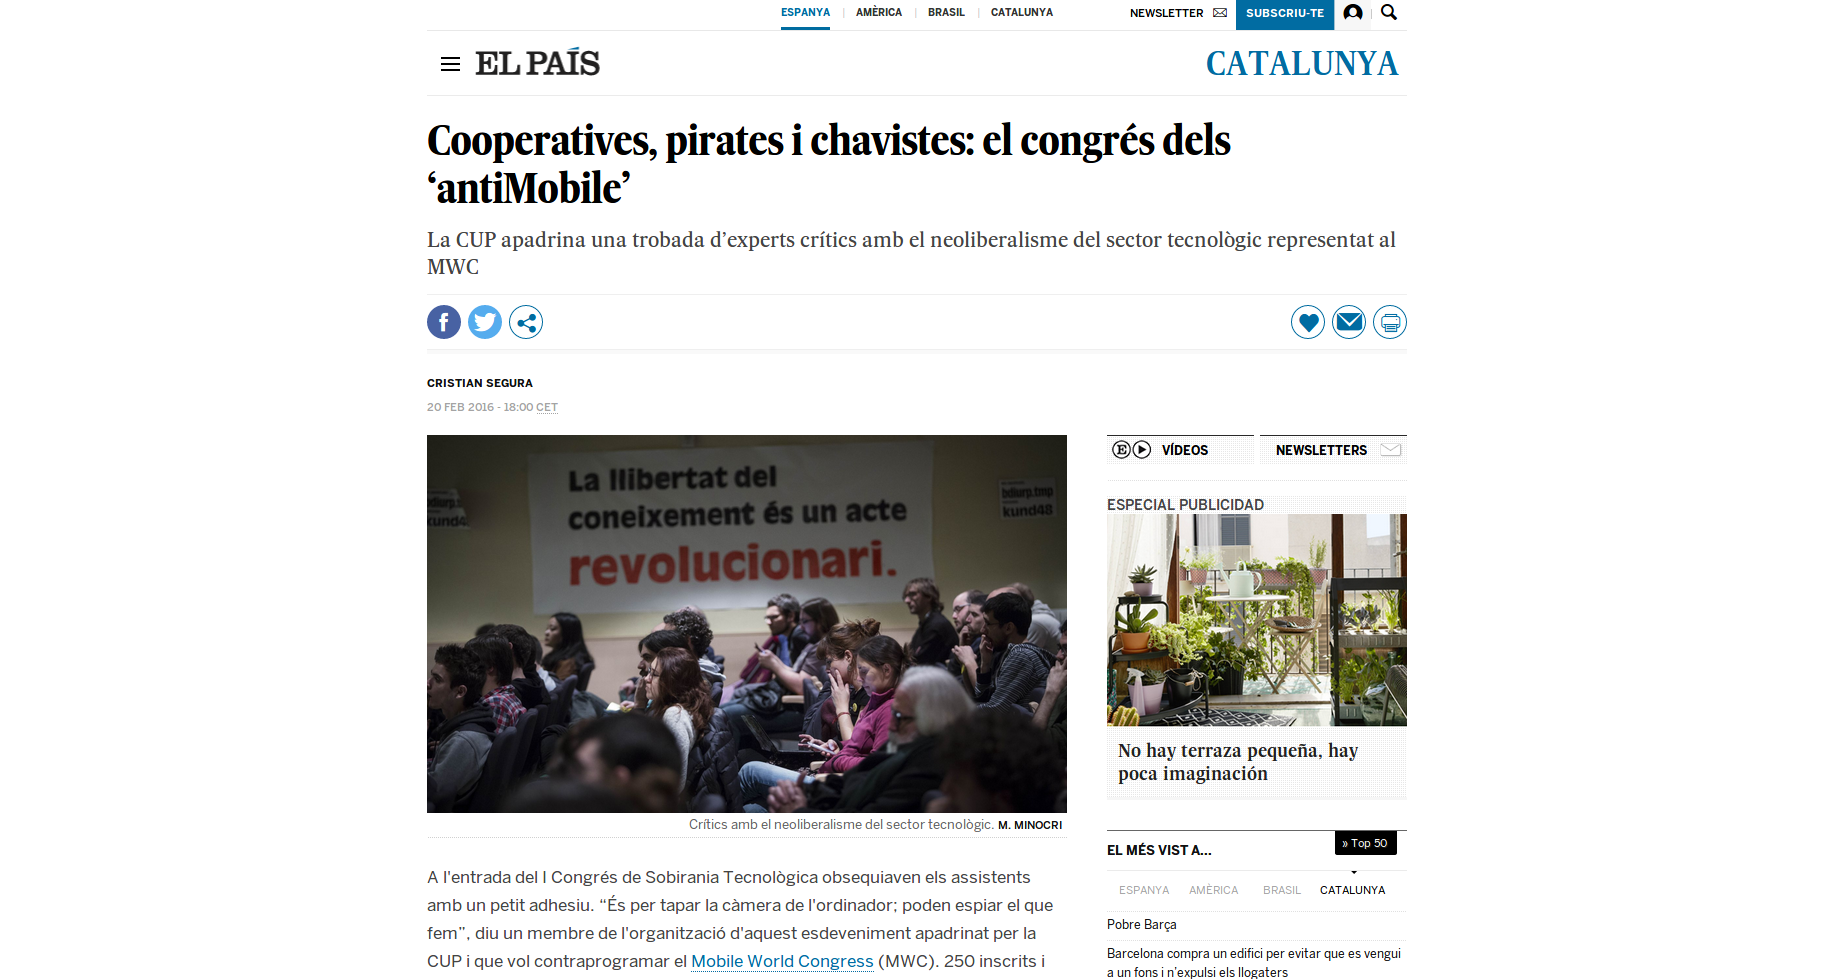 ESPANYA | AMÈRICA | BRASIL | CATALUNYA
NEWSLETTER
SUBSCRIU-TE
EL PAÍS
CATALUNYA
Cooperatives, pirates i chavistes: el congrés dels
‘antiMobile’
La CUP apadrina una trobada d’experts crítics amb el neoliberalisme del sector tecnològic representat al
MWC
CRISTIAN SEGURA
20 FEB 2016 - 18:00 CET
La llibertat del
coneixement és un acte
revolucionari.
bdiurp.tmp
kund48
Crítics amb el neoliberalisme del sector tecnològic. M. MINOCRI
A l'entrada del I Congrés de Sobirania Tecnològica obsequiaven els assistents
amb un petit adhesiu. “És per tapar la càmera de l'ordinador; poden espiar el que
fem”, diu un membre de l'organització d'aquest esdeveniment apadrinat per la
CUP i que vol contraprogramar el Mobile World Congress (MWC). 250 inscrits i
VÍDEOS
NEWSLETTERS
ESPECIAL PUBLICIDAD
No hay terraza pequeña, hay
poca imaginación
EL MÉS VIST A...
» Top 50
ESPANYA AMÈRICA BRASIL CATALUNYA
Pobre Barça
Barcelona compra un edifici per evitar que es vengui
a un fons i n’expulsi els llogaters